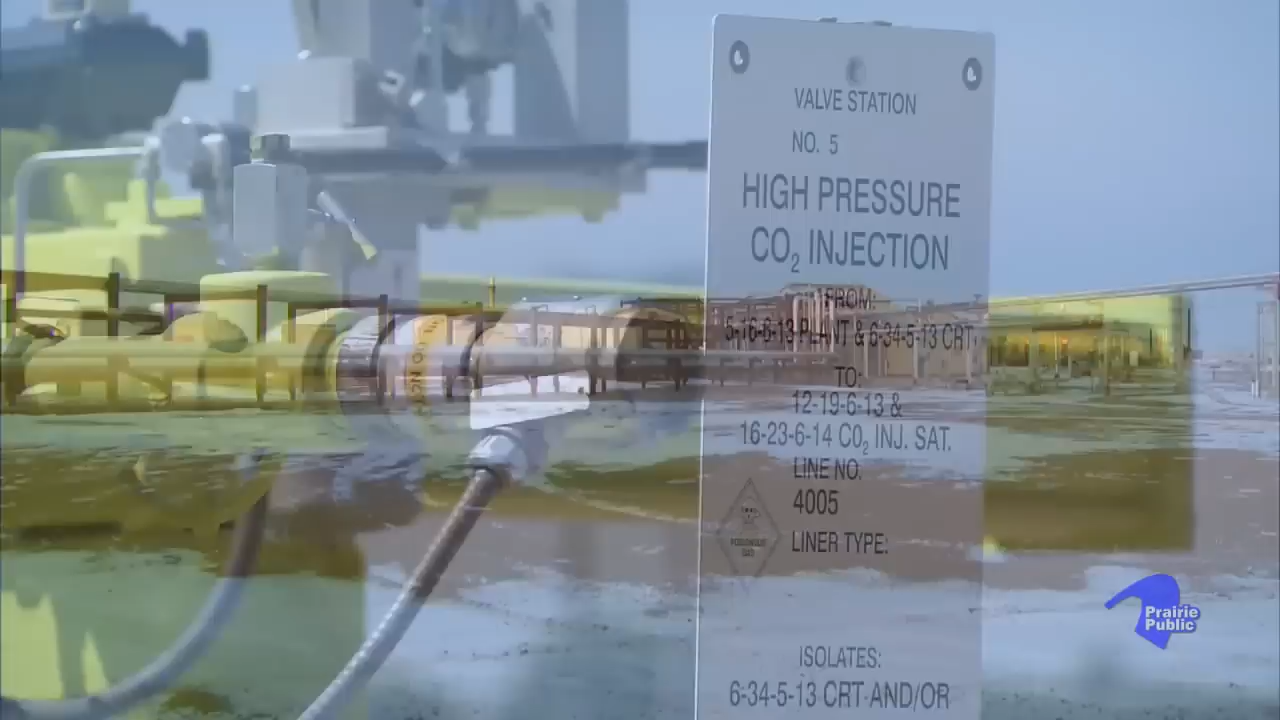 VALVE STATION
NO. 5
HIGH PRESSURE
CO₂ INJECTION
FROM:
5-16-6-13 PLANT & 6-34-5-13 CRT.
TO:
12-19-6-13 &
16-23-6-14 CO₂ INJ. SAT.
LINE NO.
4005
POISONOUS
GAS
LINER TYPE:
ISOLATES:
6-34-5-13 CRT AND/OR
Prairie
Public